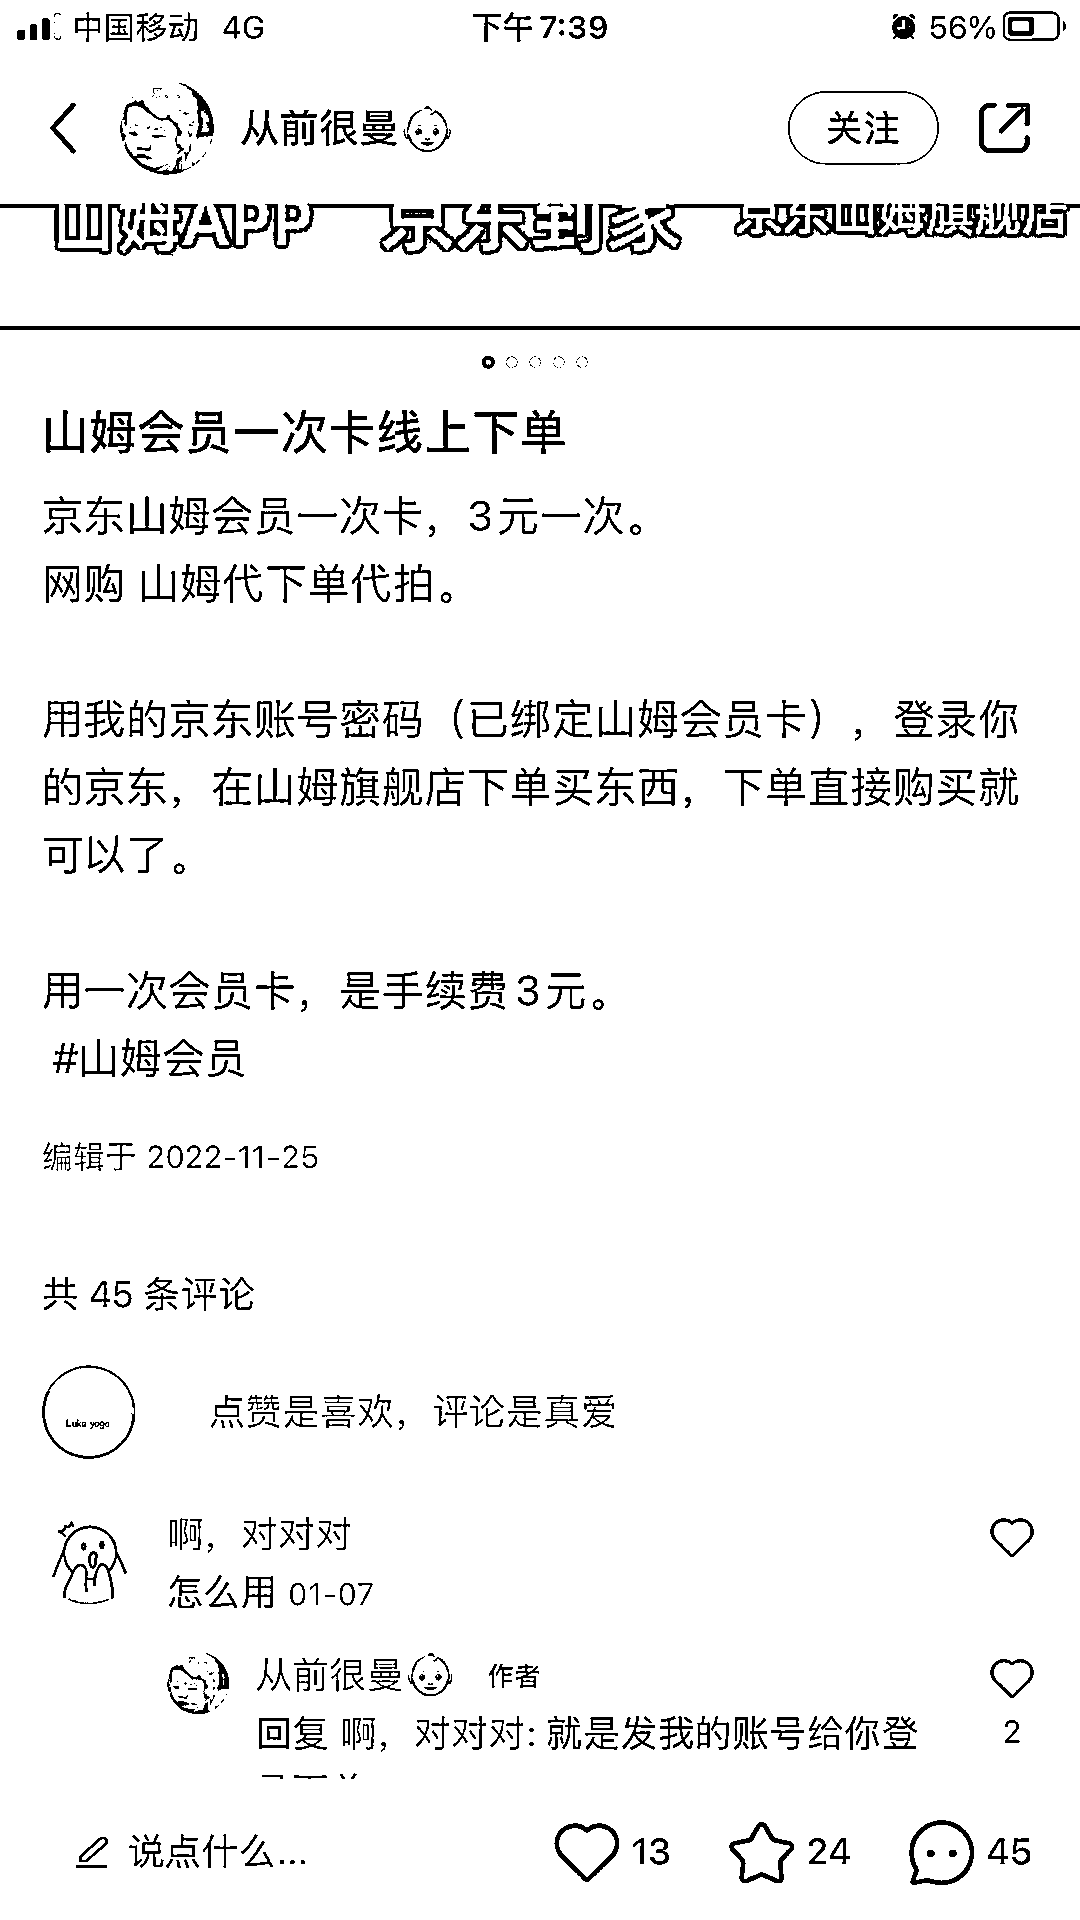 中国移动 4G 下午7:39 56%
从前很曼 关注
山姆APP 京东到家 京东山姆旗舰店
山姆会员一次卡线上下单
京东山姆会员一次卡，3元一次。
网购 山姆代下单代拍。
用我的京东账号密码（已绑定山姆会员卡），登录你
的京东，在山姆旗舰店下单买东西，下单直接购买就
可以了。
用一次会员卡，是手续费3元。
#山姆会员
编辑于 2022-11-25
共 45 条评论
Luka yoga
点赞是喜欢，评论是真爱
啊，对对对
怎么用 01-07
从前很曼 作者
回复 啊，对对对: 就是发我的账号给你登
2
说点什么... 13 24 45